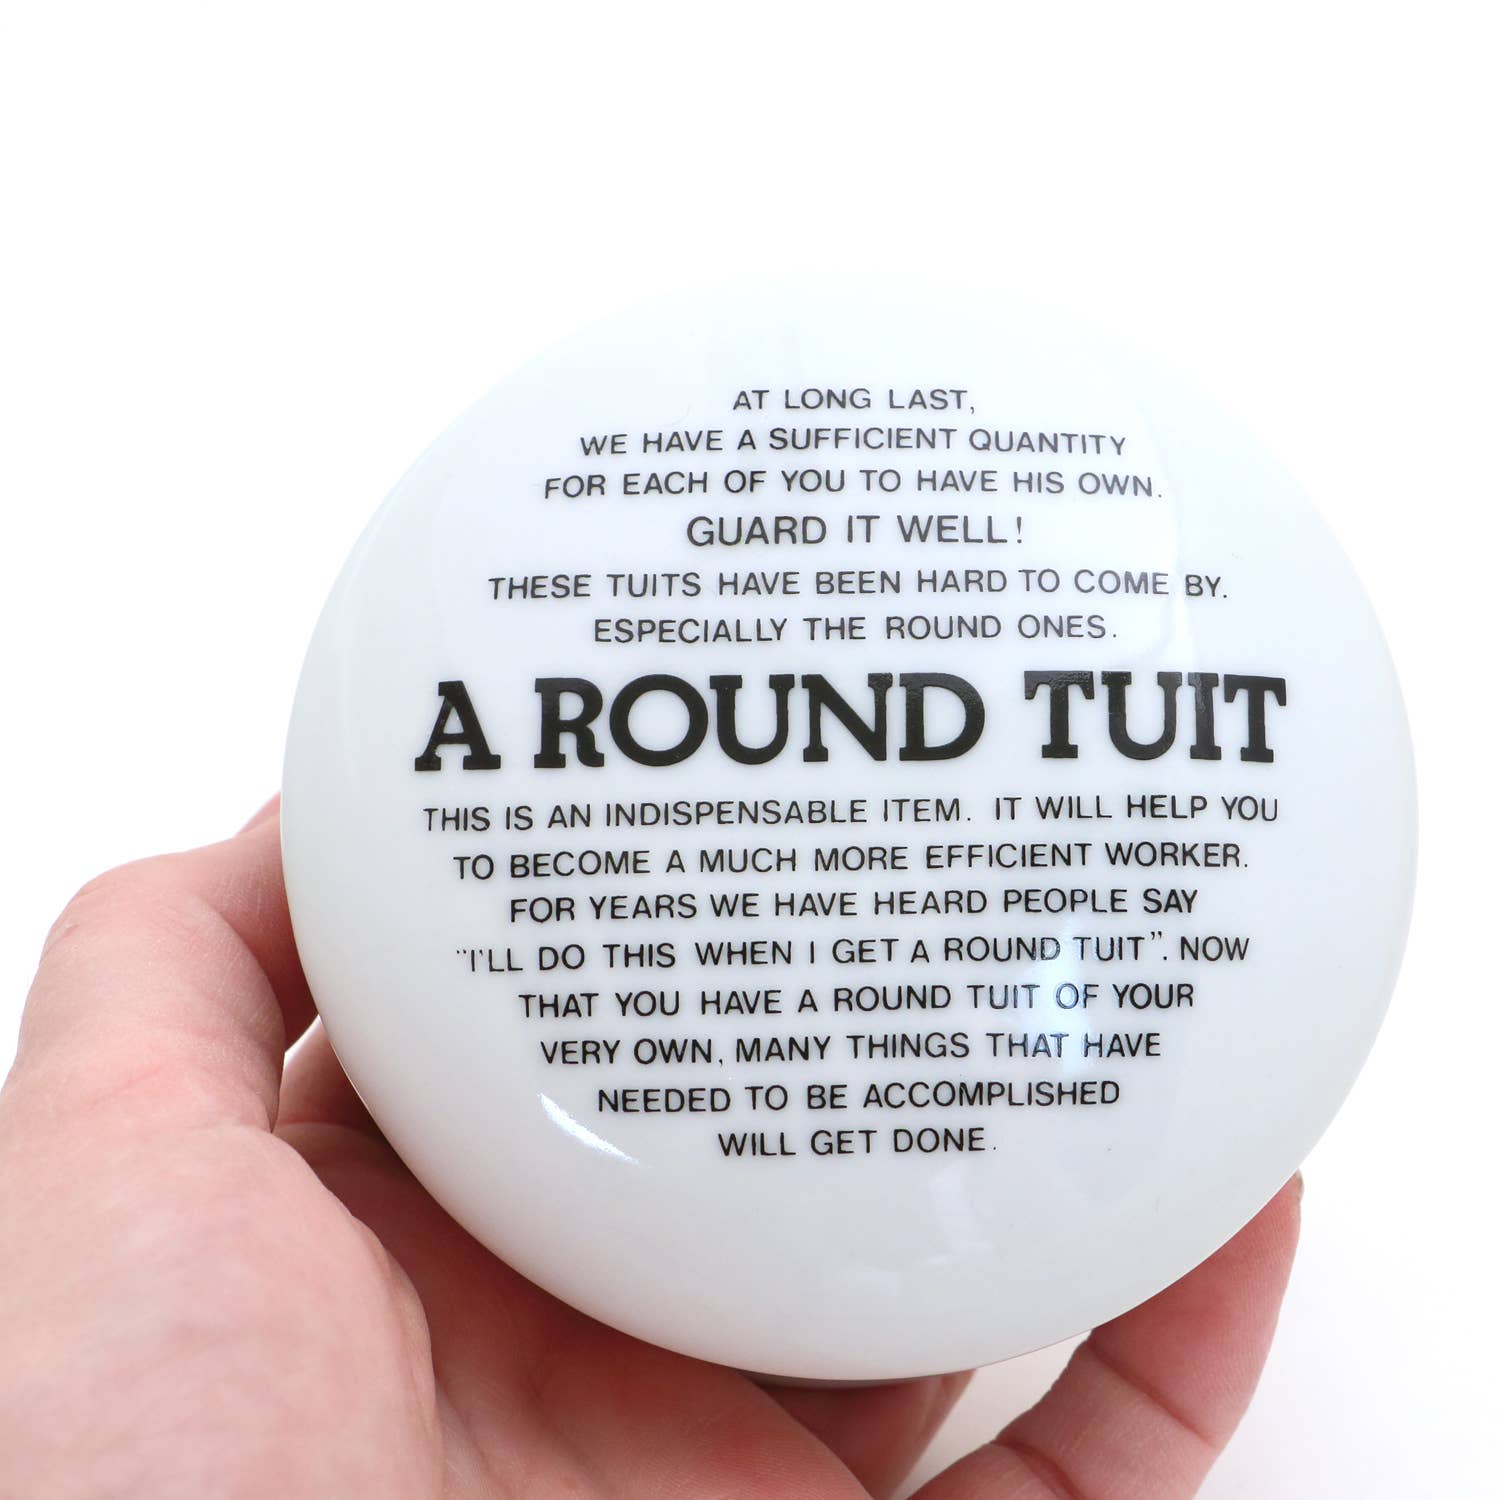 AT LONG LAST,
WE HAVE A SUFFICIENT QUANTITY
FOR EACH OF YOU TO HAVE HIS OWN.
GUARD IT WELL!
THESE TUITS HAVE BEEN HARD TO COME BY.
ESPECIALLY THE ROUND ONES.
A ROUND TUIT
THIS IS AN INDISPENSABLE ITEM. IT WILL HELP YOU
TO BECOME A MUCH MORE EFFICIENT WORKER.
FOR YEARS WE HAVE HEARD PEOPLE SAY
"I'LL DO THIS WHEN I GET A ROUND TUIT". NOW
THAT YOU HAVE A ROUND TUIT OF YOUR
VERY OWN, MANY THINGS THAT HAVE
NEEDED TO BE ACCOMPLISHED
WILL GET DONE.